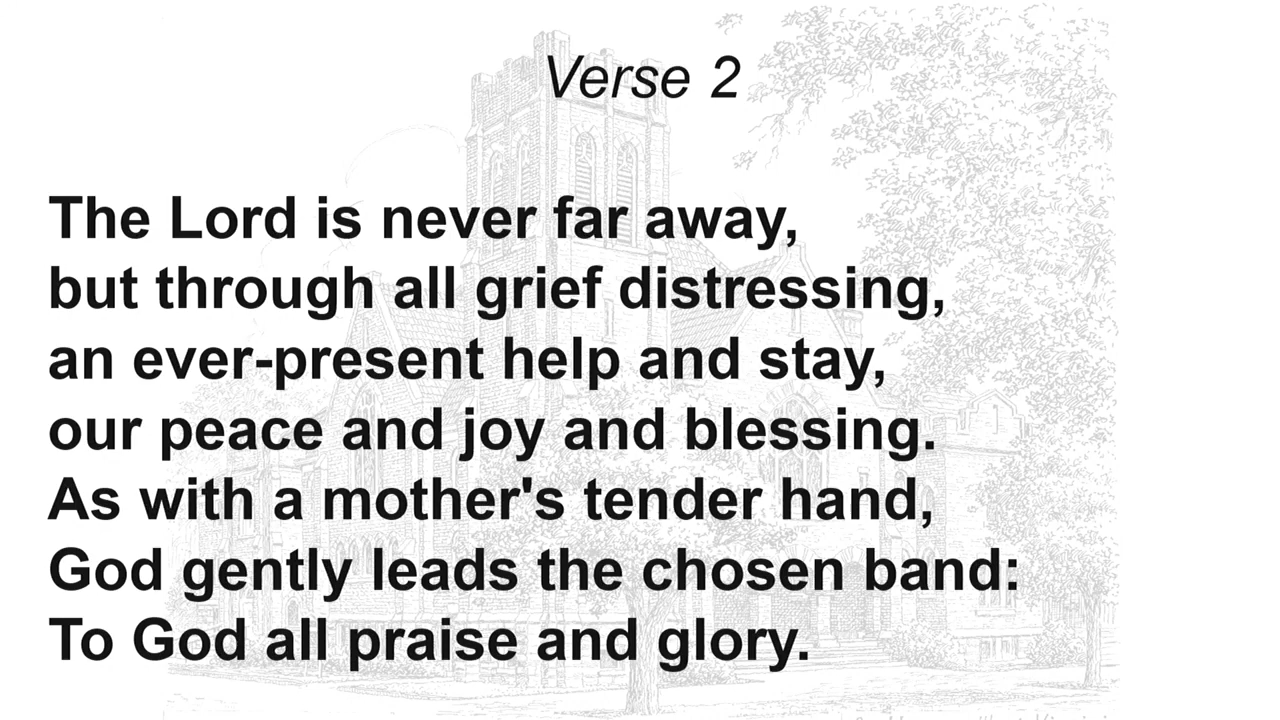 Verse 2
The Lord is never far away,
but through all grief distressing,
an ever-present help and stay,
our peace and joy and blessing.
As with a mother's tender hand,
God gently leads the chosen band:
To God all praise and glory.